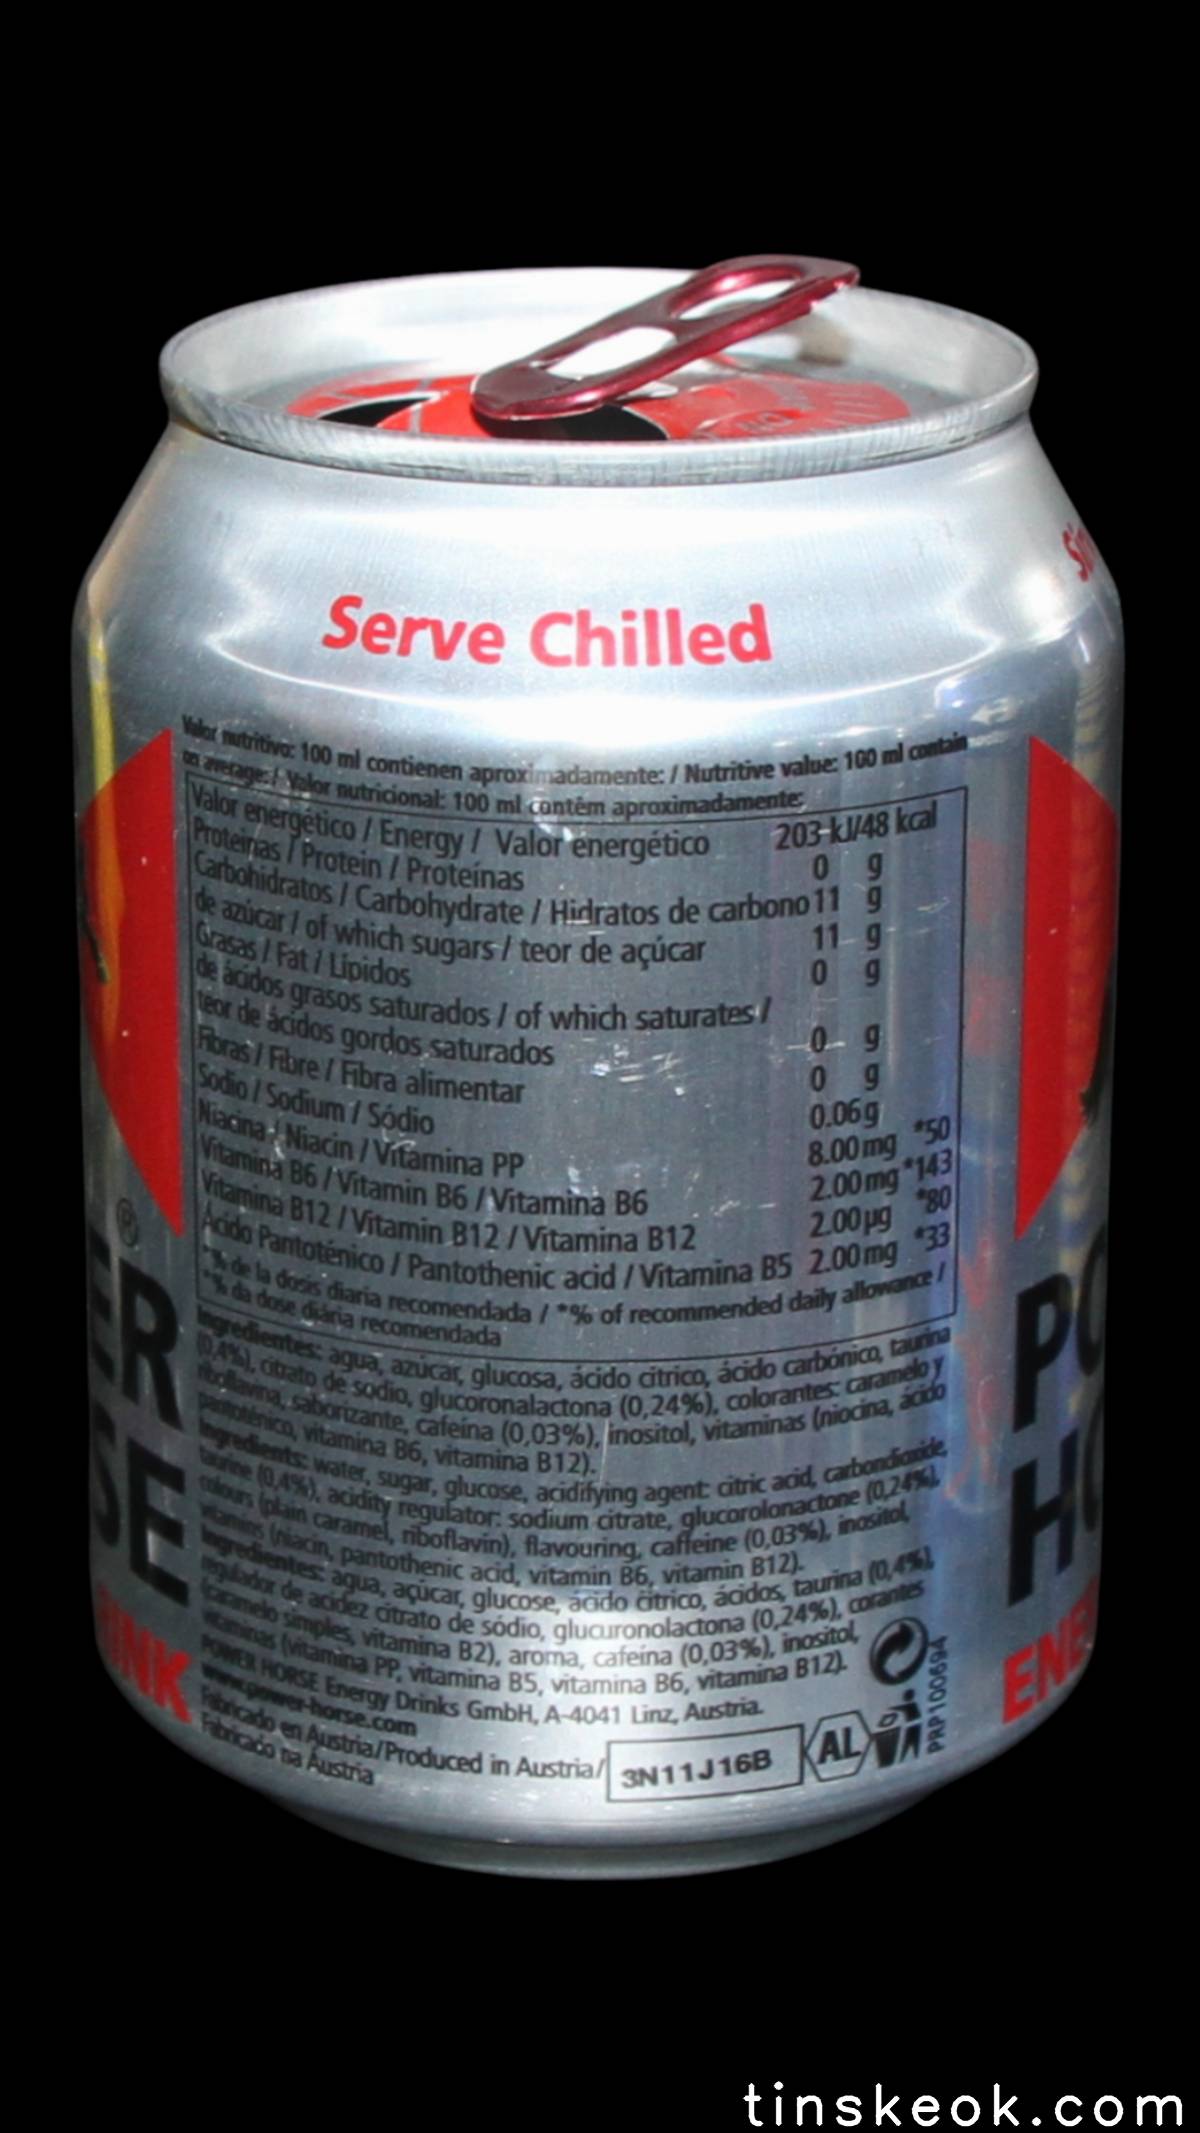 Serve Chilled
Valor nutritivo: 100 ml contienen aproximadamente: / Nutritive value: 100 ml contain
on average: / Valor nutricional: 100 ml contêm aproximadamente:
Valor energético / Energy / Valor energético 203 kJ/48 kcal
Proteinas / Protein / Proteínas 0 g
Carbohidratos / Carbohydrate / Hidratos de carbono 11 g
de azúcar / of which sugars / teor de açúcar 11 g
Grasas / Fat / Lípidos 0 g
de ácidos grasos saturados / of which saturates /
teor de ácidos gordos saturados 0 g
Fibras / Fibre / Fibra alimentar 0 g
Sodio / Sodium / Sódio 0.06 g
Niacina / Niacin / Vitamina PP 8.00 mg *50
Vitamina B6 / Vitamin B6 / Vitamina B6 2.00 mg *143
Vitamina B12 / Vitamin B12 / Vitamina B12 2.00 µg *80
Ácido Pantoténico / Pantothenic acid / Vitamina B5 2.00 mg *33
*% de la dosis diaria recomendada / *% of recommended daily allowance /
*% da dose diária recomendada
Ingredientes: agua, azúcar, glucosa, ácido cítrico, ácido carbónico, taurina
(0,4%), citrato de sodio, glucoronalactona (0,24%), colorantes: caramelo y
riboflavina, saborizante, cafeína (0,03%), inositol, vitaminas (niocina, ácido
pantoténico, vitamina B6, vitamina B12).
Ingredients: water, sugar, glucose, acidifying agent: citric acid, carbondioxide,
taurine (0,4%), acidity regulator: sodium citrate, glucorolonactone (0,24%),
colours (plain caramel, riboflavin), flavouring, caffeine (0,03%), inositol,
vitamins (niacin, pantothenic acid, vitamin B6, vitamin B12).
Ingredientes: agua, açúcar, glucose, ácido cítrico, ácidos, taurina (0,4%),
regulador de acidez citrato de sódio, glucuronolactona (0,24%), corantes
(caramelo simples, vitamina B2), aroma, cafeína (0,03%), inositol,
vitaminas (vitamina PP, vitamina B5, vitamina B6, vitamina B12).
POWER HORSE Energy Drinks GmbH, A-4041 Linz, Austria.
www.power-horse.com
Fabricado en Austria/Produced in Austria/
Fabricado na Áustria
3N11J16B
AL
PRP100694
®
ER
SE
INK
PO
HO
ENE
tinskeok.com